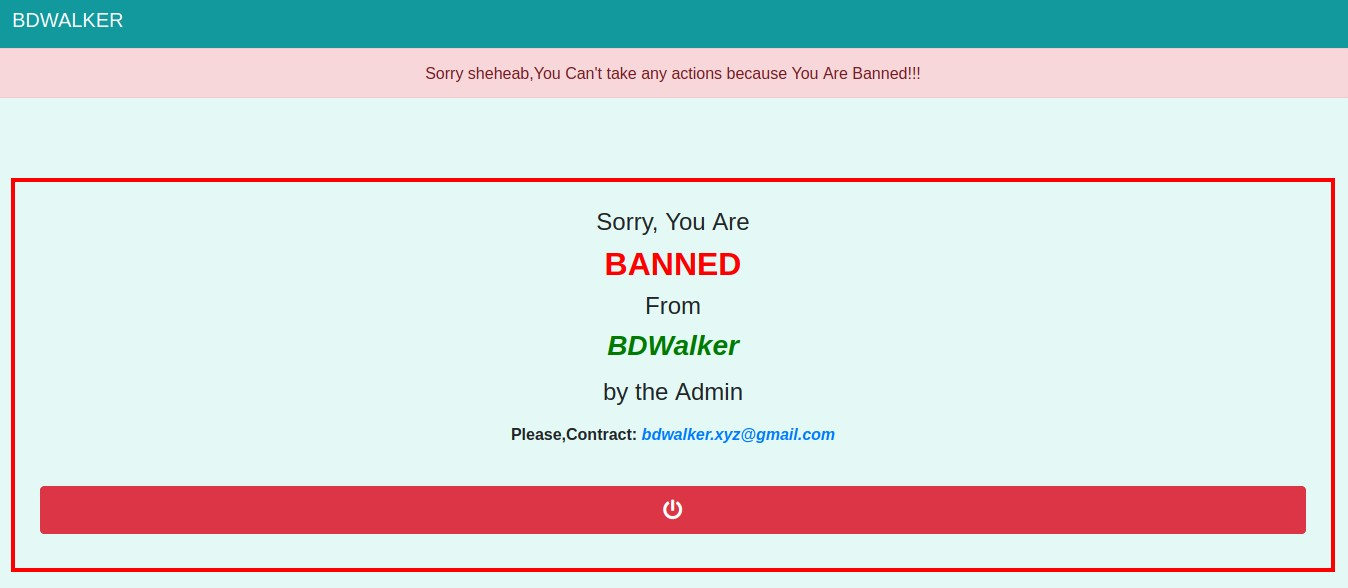 BDWALKER
Sorry sheheab,You Can't take any actions because You Are Banned!!!
Sorry, You Are
BANNED
From
BDWalker
by the Admin
Please,Contract: bdwalker.xyz@gmail.com